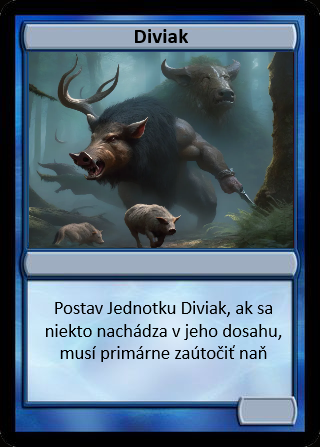 Diviak
Postav Jednotku Diviak, ak sa
niekto nachádza v jeho dosahu,
musí primárne zaútočiť naň